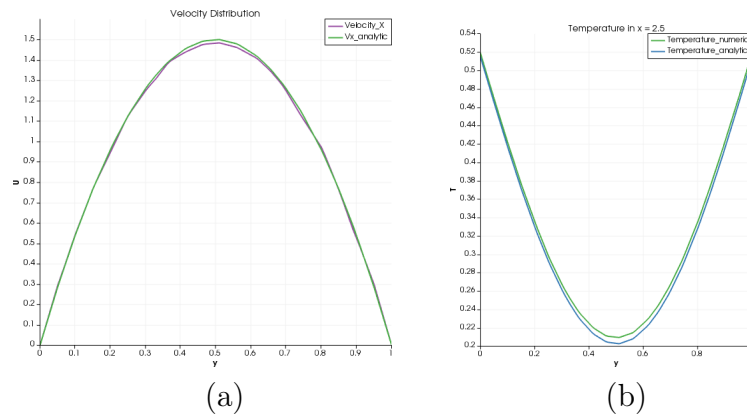 Velocity Distribution
Velocity_X
Vx_analytic
1.5
1.4
1.3
1.2
1.1
1
0.9
0.8
0.7
0.6
0.5
0.4
0.3
0.2
0.1
0
U
0 0.1 0.2 0.3 0.4 0.5 0.6 0.7 0.8 0.9 1
y
(a)
Temperature in x = 2.5
Temperature_numeric
Temperature_analytic
0.54
0.52
0.5
0.48
0.46
0.44
0.42
0.4
0.38
0.36
0.34
0.32
0.3
0.28
0.26
0.24
0.22
0.2
T
0 0.2 0.4 0.6 0.8
y
(b)